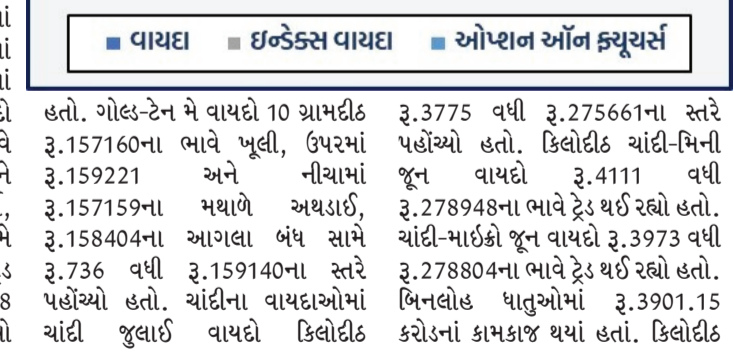 વાયદા ઇન્ડેક્સ વાયદા ઓપ્શન ઑન ફ્યૂચર્સ
હતો. ગોલ્ડ-ટેન મે વાયદો 10 ગ્રામદીઠ
રૂ.157160ના ભાવે ખૂલી, ઉપરમાં
રૂ.159221 અને નીચામાં
રૂ.157159ના મથાળે અથડાઈ,
રૂ.158404ના આગલા બંધ સામે
રૂ.736 વધી રૂ.159140ના સ્તરે
પહોંચ્યો હતો. ચાંદીના વાયદાઓમાં
ચાંદી જુલાઈ વાયદો કિલોદીઠ
રૂ.3775 વધી રૂ.275661ના સ્તરે
પહોંચ્યો હતો. કિલોદીઠ ચાંદી-મિની
જૂન વાયદો રૂ.4111 વધી
રૂ.278948ના ભાવે ટ્રેડ થઈ રહ્યો હતો.
ચાંદી-માઇક્રો જૂન વાયદો રૂ.3973 વધી
રૂ.278804ના ભાવે ટ્રેડ થઈ રહ્યો હતો.
બિનલોહ ધાતુઓમાં રૂ.3901.15
કરોડનાં કામકાજ થયાં હતાં. કિલોદીઠ